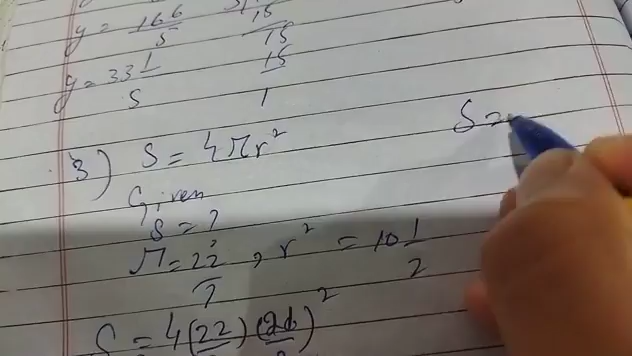 y = 166/5
15
15
y = 33 1/5
15
1
S =
3) S = 4πr²
Given
S = ?
π = 22/7 , r² = 10 1/2
S = 4(22)(21)²